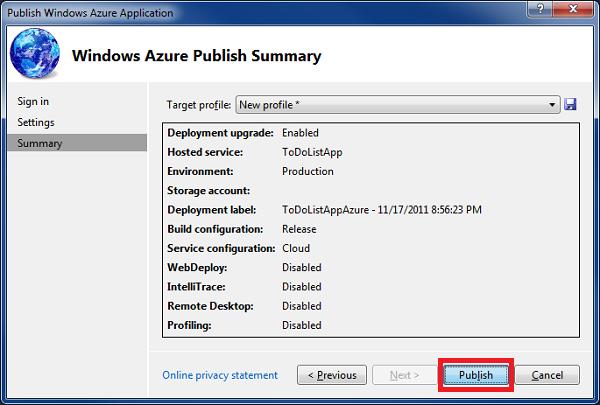 Publish Windows Azure Application
Windows Azure Publish Summary
Sign in
Settings
Summary
Target profile: New profile *
Deployment upgrade: Enabled
Hosted service: ToDoListApp
Environment: Production
Storage account:
Deployment label: ToDoListAppAzure - 11/17/2011 8:56:23 PM
Build configuration: Release
Service configuration: Cloud
WebDeploy: Disabled
IntelliTrace: Disabled
Remote Desktop: Disabled
Profiling: Disabled
Online privacy statement < Previous Next > Publish Cancel